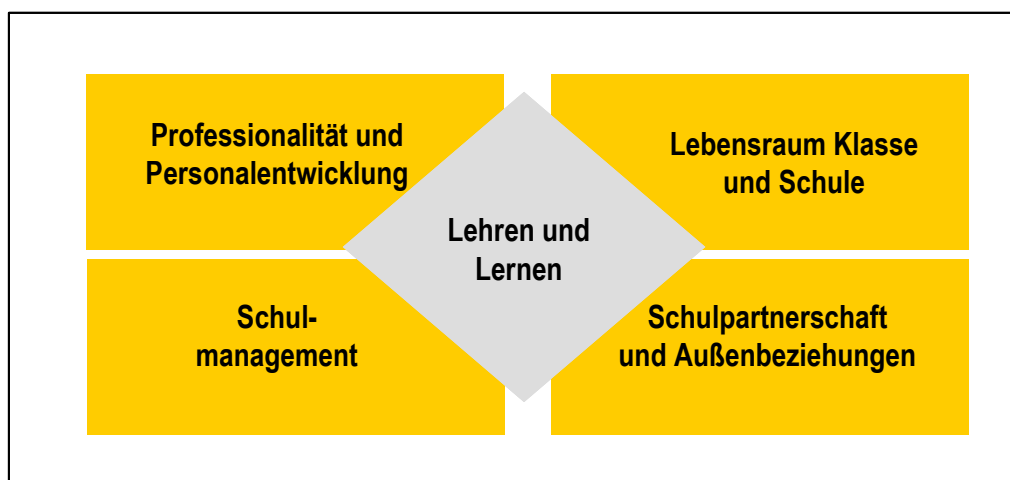 Professionalität und
Personalentwicklung
Lebensraum Klasse
und Schule
Lehren und
Lernen
Schul-
management
Schulpartnerschaft
und Außenbeziehungen